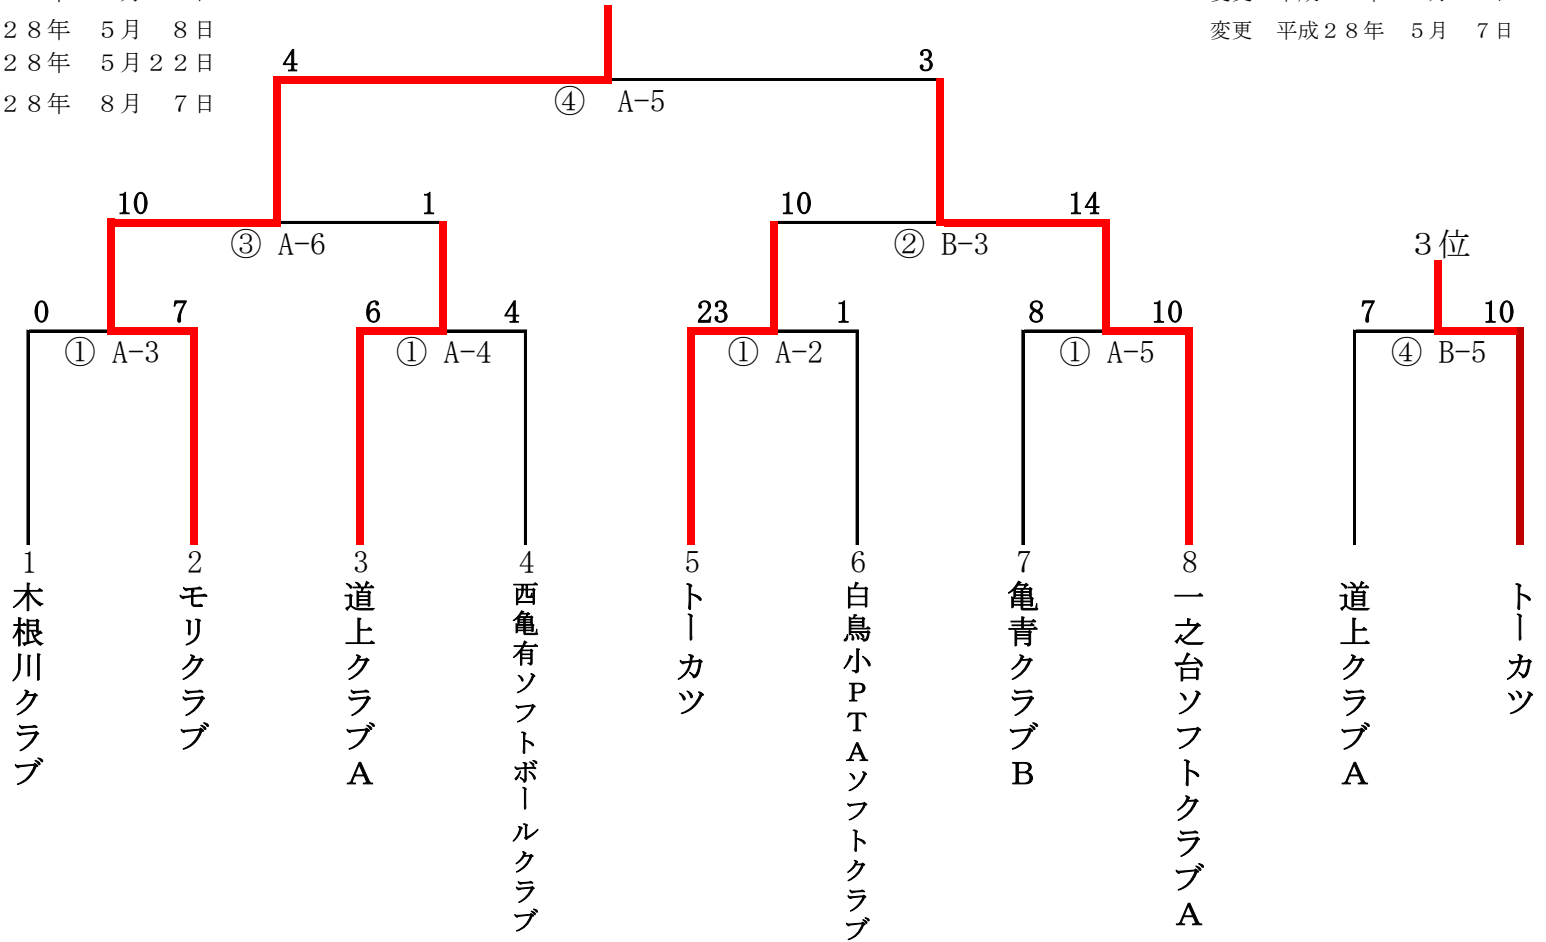 ２８年　５月　８日
２８年　５月２２日
２８年　８月　７日
変更　平成２８年　５月　７日
4
3
④ A-5
10
1
③ A-6
10
14
② B-3
３位
0
7
① A-3
6
4
① A-4
23
1
① A-2
8
10
① A-5
7
10
④ B-5
1
木根川クラブ
2
モリクラブ
3
道上クラブA
4
西亀有ソフトボールクラブ
5
トーカツ
6
白鳥小PTAソフトクラブ
7
亀青クラブB
8
一之台ソフトクラブA
道上クラブA
トーカツ